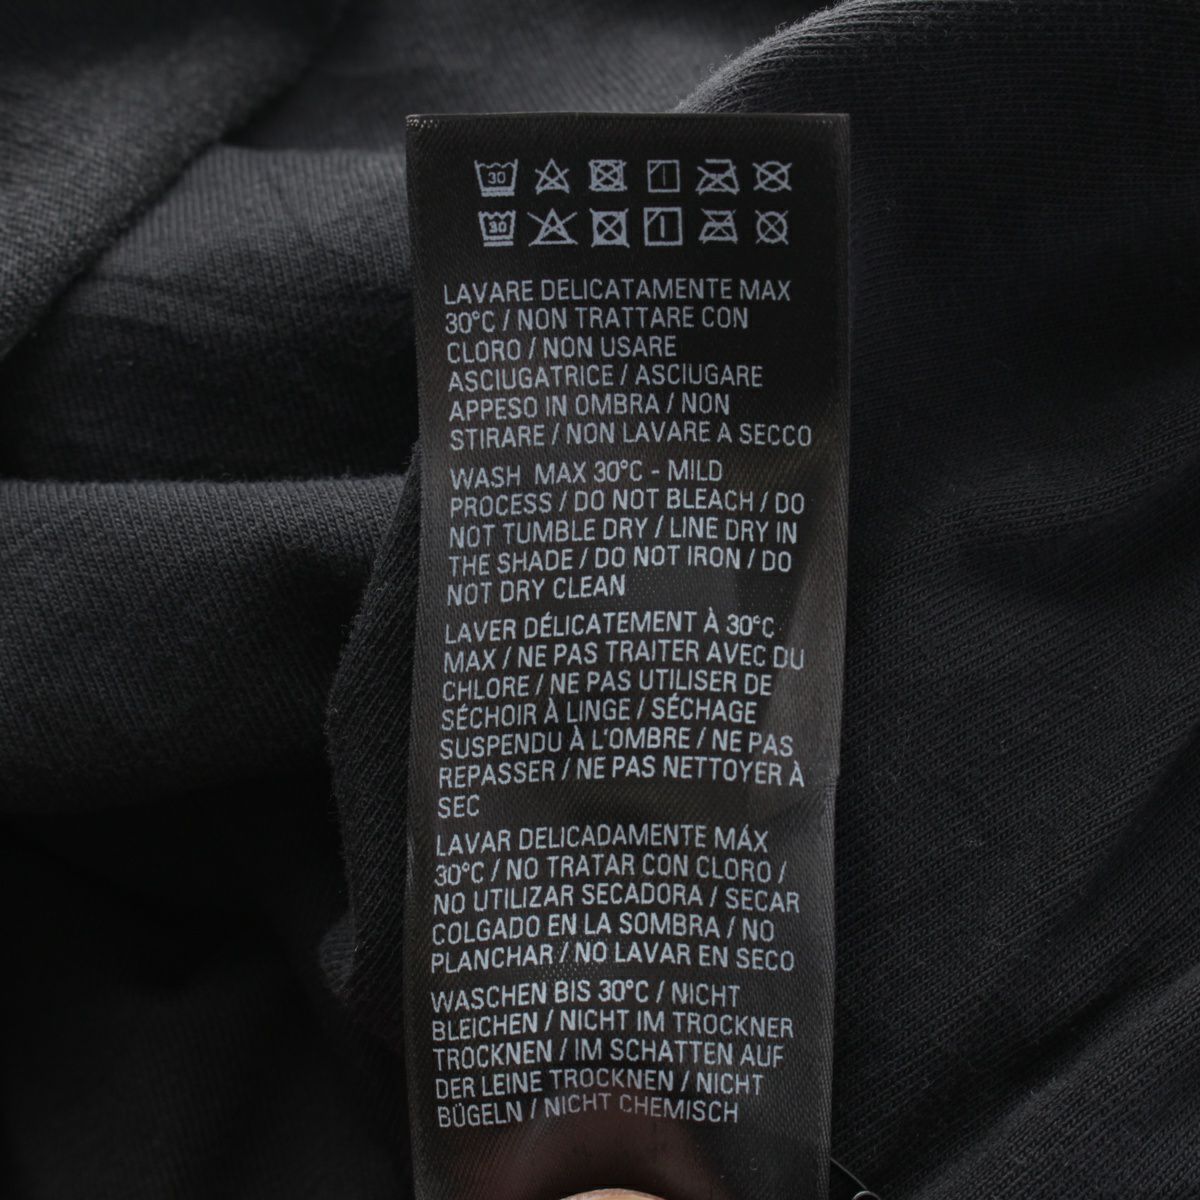 30
30
LAVARE DELICATAMENTE MAX
30°C / NON TRATTARE CON
CLORO / NON USARE
ASCIUGATRICE / ASCIUGARE
APPESO IN OMBRA / NON
STIRARE / NON LAVARE A SECCO
WASH MAX 30°C - MILD
PROCESS / DO NOT BLEACH / DO
NOT TUMBLE DRY / LINE DRY IN
THE SHADE / DO NOT IRON / DO
NOT DRY CLEAN
LAVER DÉLICATEMENT À 30°C
MAX / NE PAS TRAITER AVEC DU
CHLORE / NE PAS UTILISER DE
SÉCHOIR À LINGE / SÉCHAGE
SUSPENDU À L'OMBRE / NE PAS
REPASSER / NE PAS NETTOYER À
SEC
LAVAR DELICADAMENTE MÁX
30°C / NO TRATAR CON CLORO /
NO UTILIZAR SECADORA / SECAR
COLGADO EN LA SOMBRA / NO
PLANCHAR / NO LAVAR EN SECO
WASCHEN BIS 30°C / NICHT
BLEICHEN / NICHT IM TROCKNER
TROCKNEN / IM SCHATTEN AUF
DER LEINE TROCKNEN / NICHT
BÜGELN / NICHT CHEMISCH